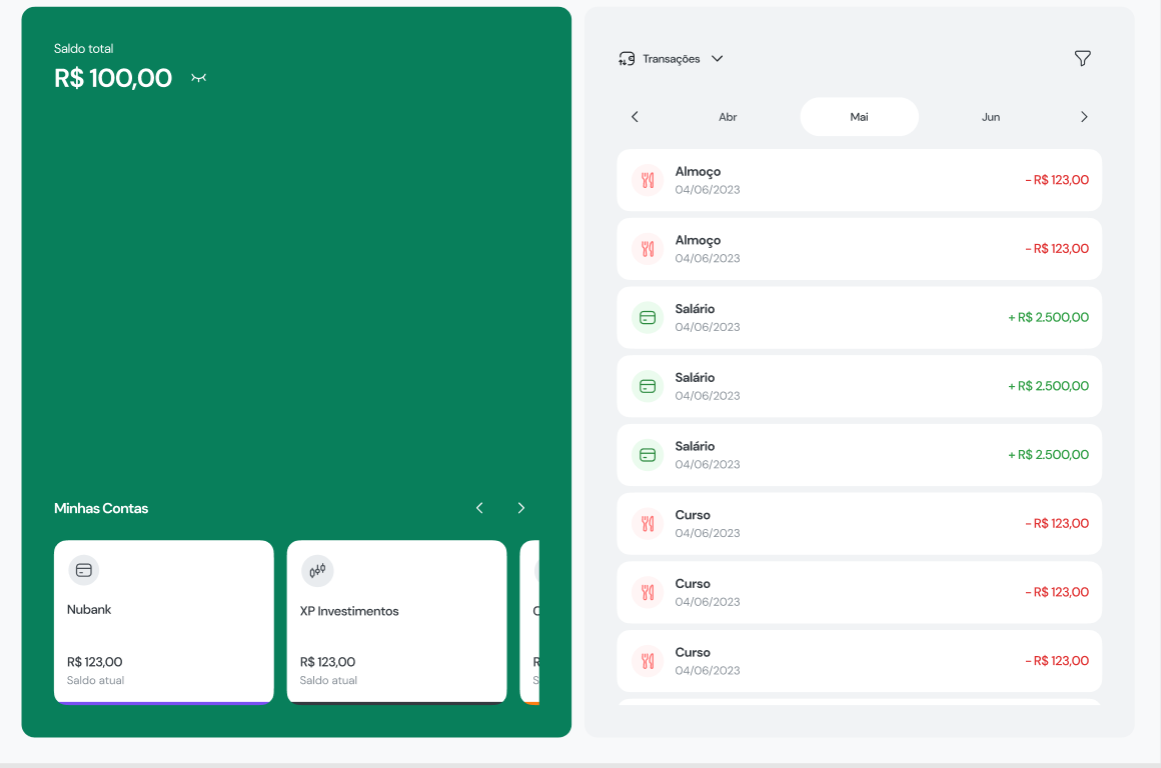 Saldo total
R$ 100,00
Minhas Contas
Nubank
R$ 123,00
Saldo atual
XP Investimentos
R$ 123,00
Saldo atual
Transações
Abr
Mai
Jun
Almoço
04/06/2023
- R$ 123,00
Almoço
04/06/2023
- R$ 123,00
Salário
04/06/2023
+ R$ 2.500,00
Salário
04/06/2023
+ R$ 2.500,00
Salário
04/06/2023
+ R$ 2.500,00
Curso
04/06/2023
- R$ 123,00
Curso
04/06/2023
- R$ 123,00
Curso
04/06/2023
- R$ 123,00